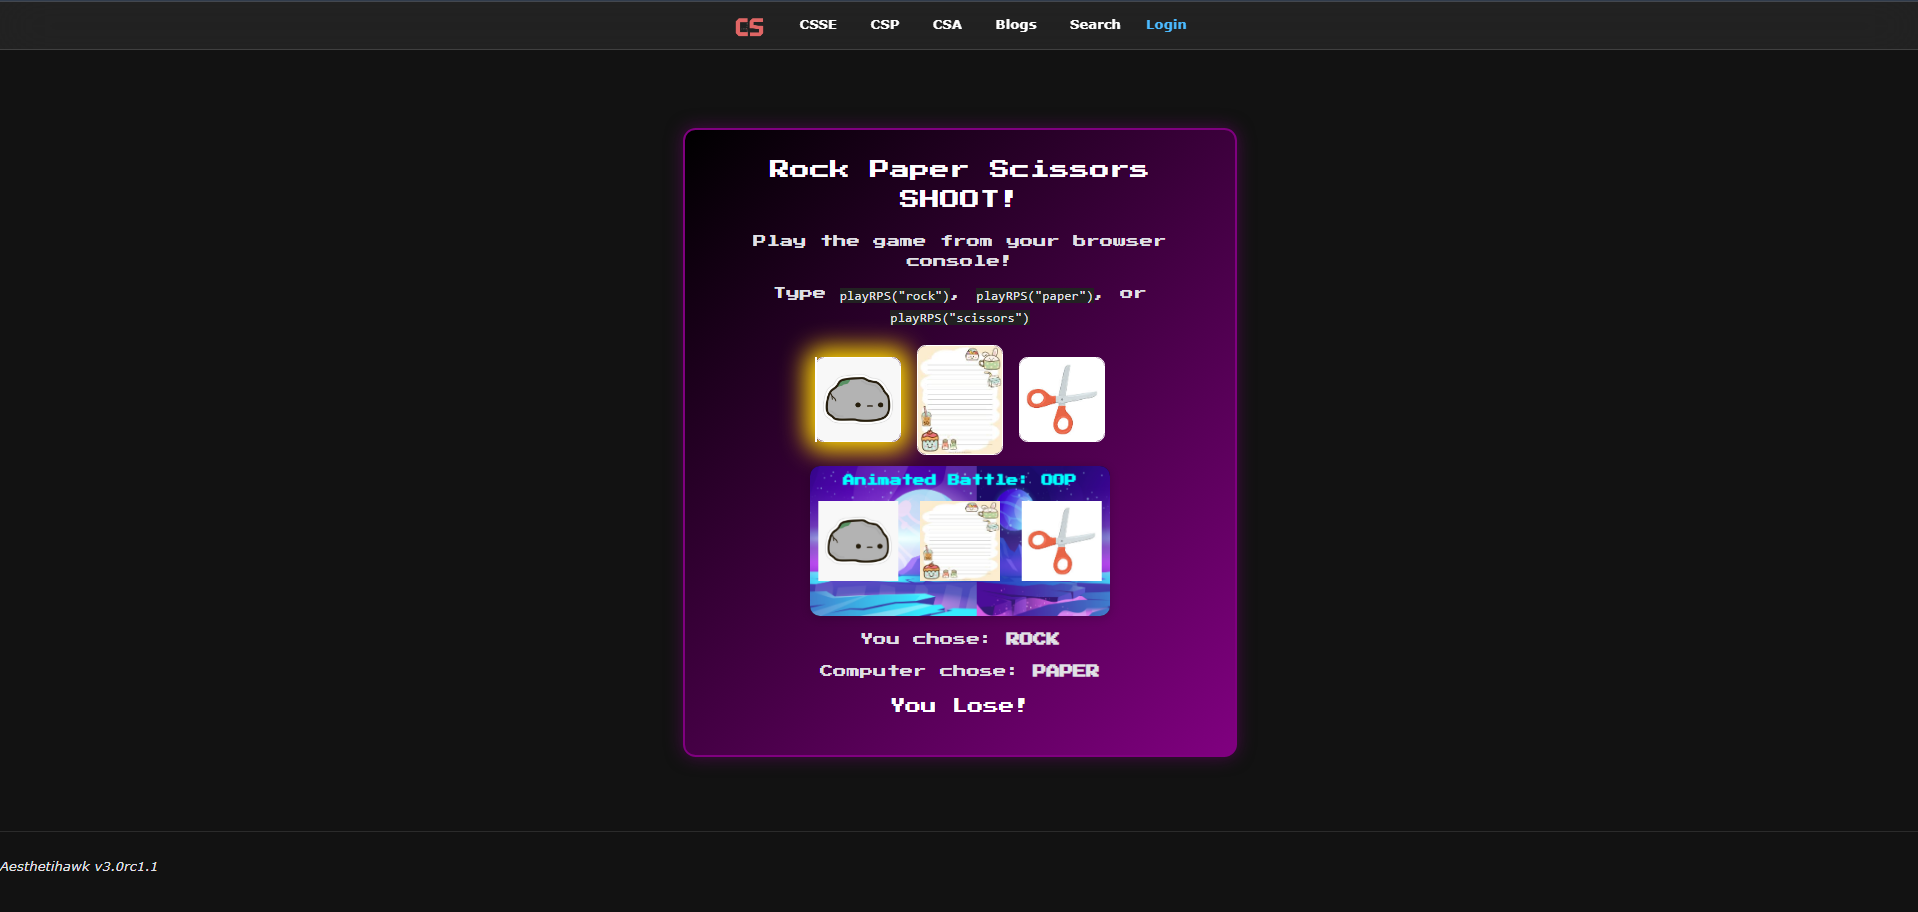 CS CSSE CSP CSA Blogs Search Login
Rock Paper Scissors
SHOOT!
Play the game from your browser
console!
Type playRPS("rock"), playRPS("paper"), or
playRPS("scissors")
Animated Battle: OOP
You chose: ROCK
Computer chose: PAPER
You Lose!
Aesthetihawk v3.0rc1.1